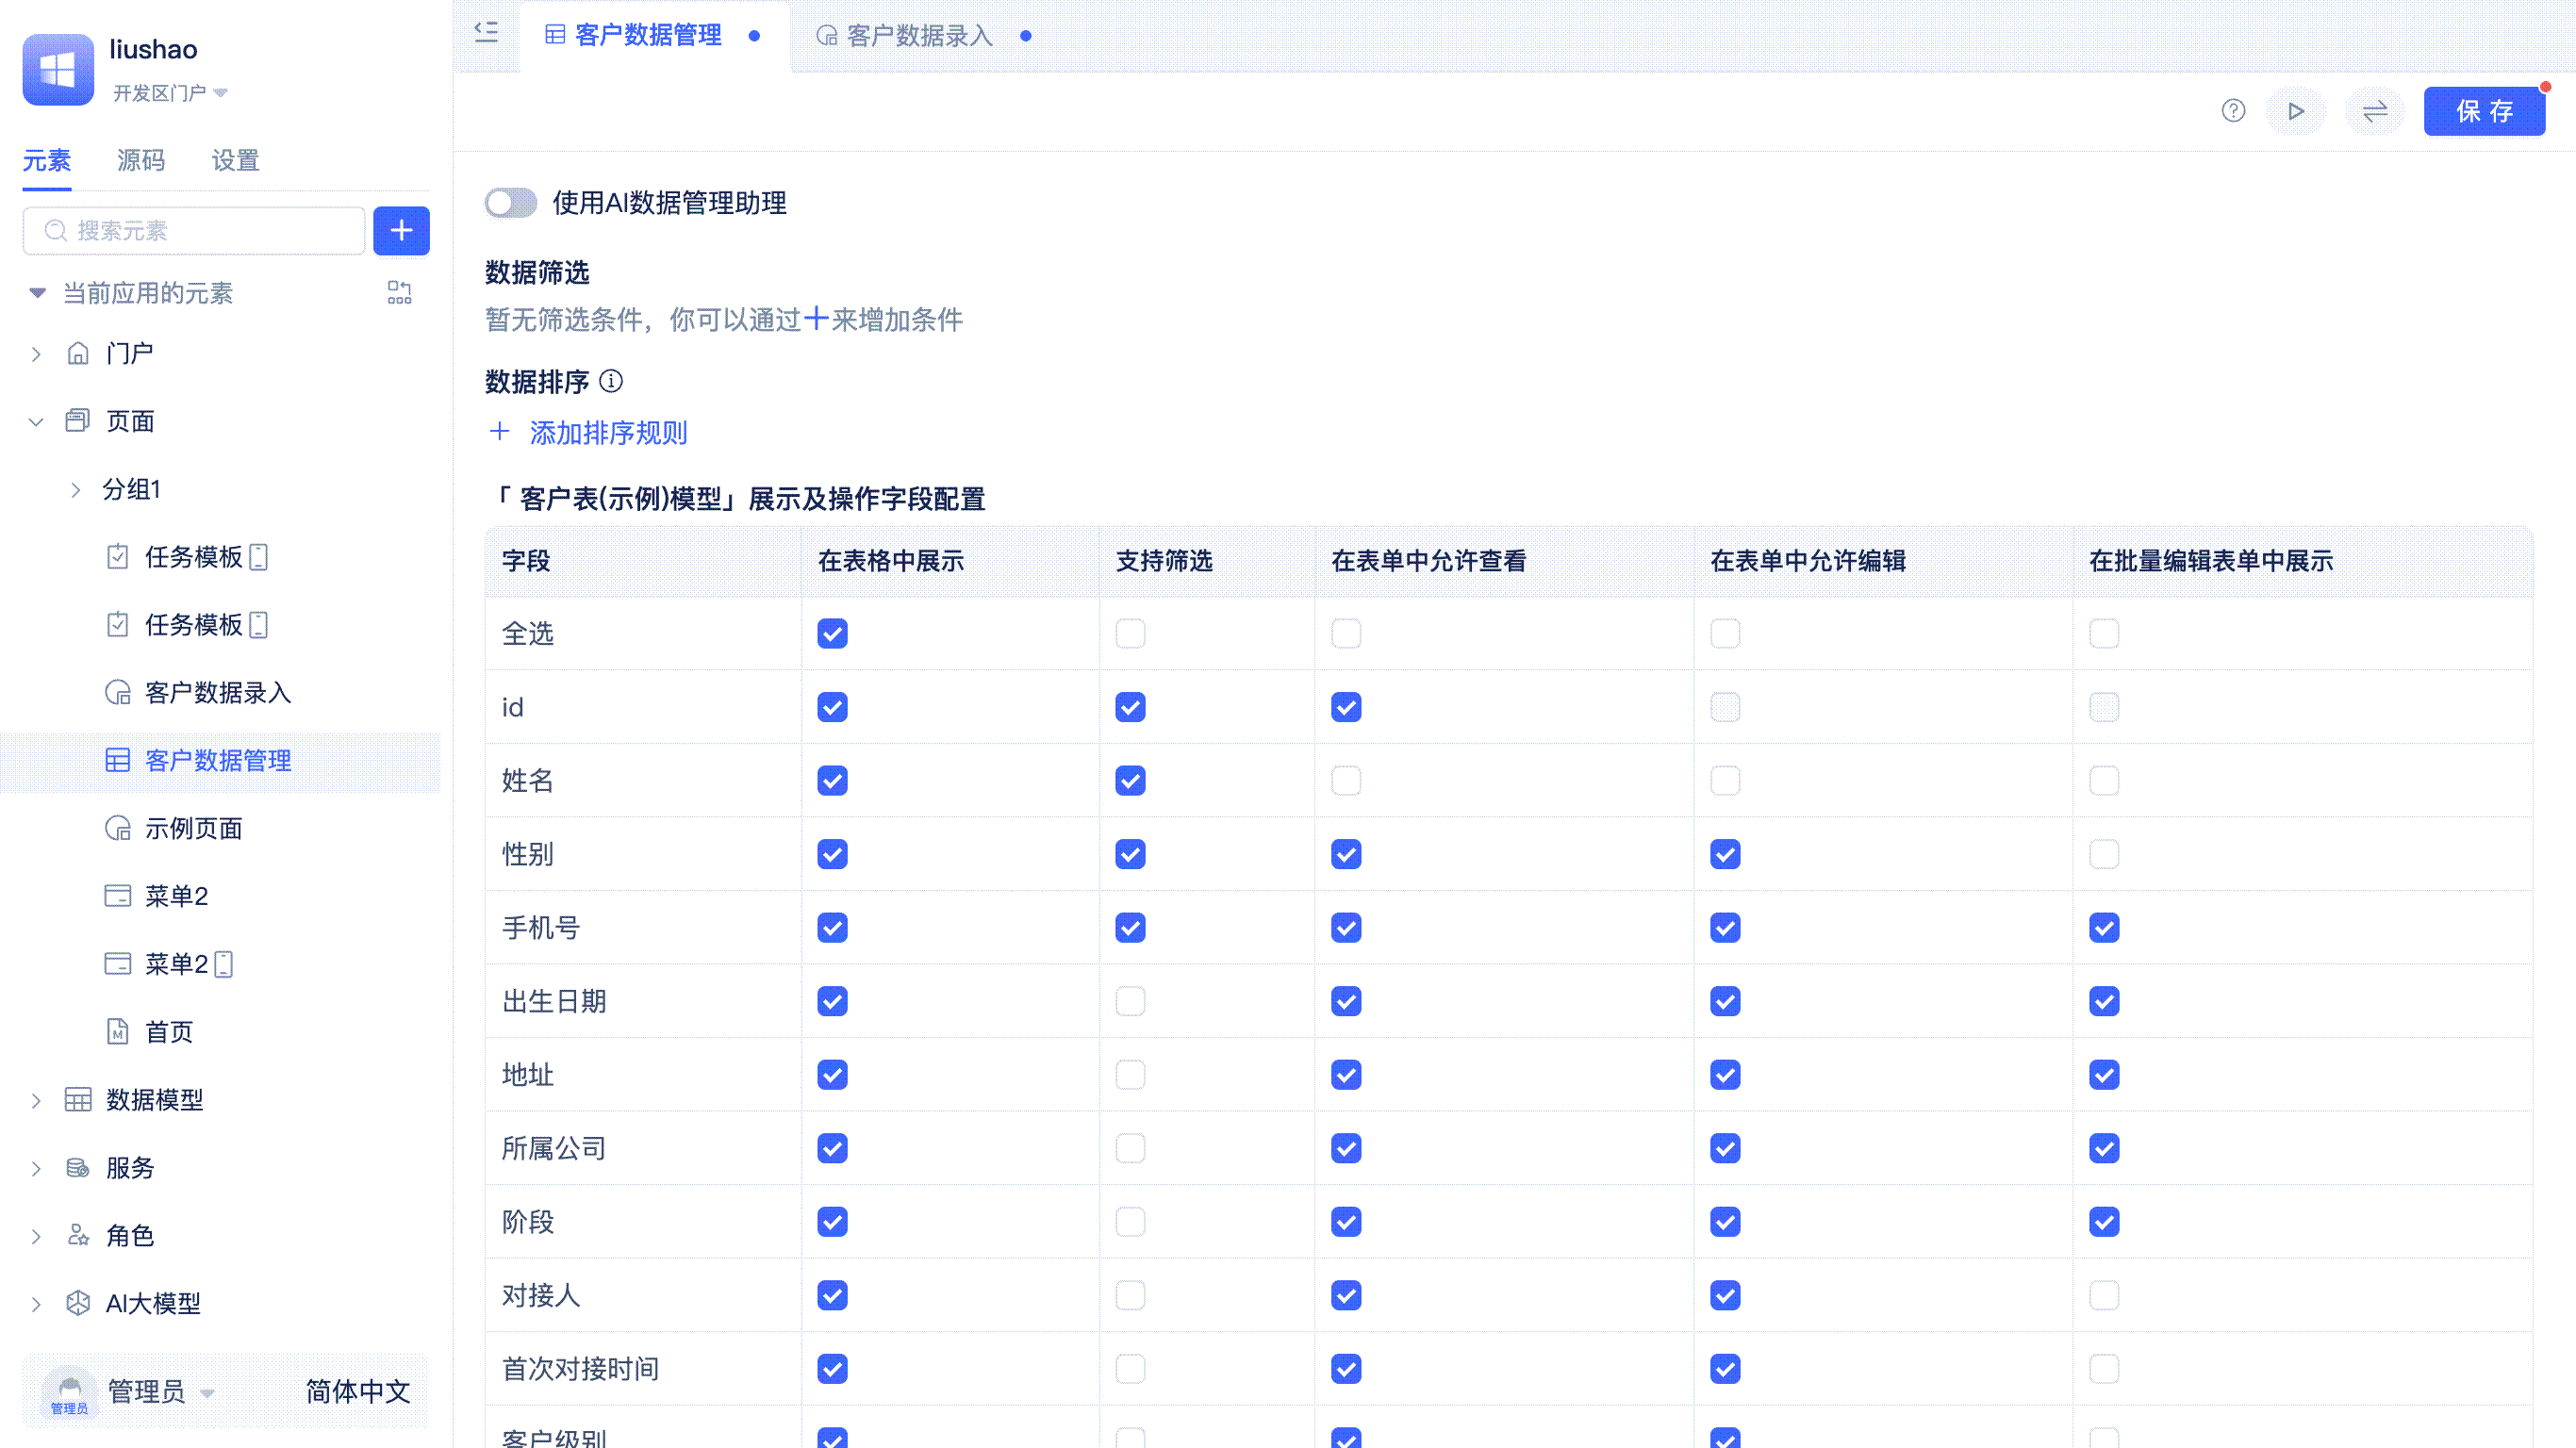 liushao
开发区门户
元素 源码 设置
搜索元素
当前应用的元素
门户
页面
分组1
任务模板
任务模板
客户数据录入
客户数据管理
示例页面
菜单2
菜单2
首页
数据模型
服务
角色
AI大模型
管理员
管理员 简体中文
客户数据管理 客户数据录入
保 存
使用AI数据管理助理
数据筛选
暂无筛选条件，你可以通过+来增加条件
数据排序
+ 添加排序规则
「 客户表(示例)模型」展示及操作字段配置
字段 在表格中展示 支持筛选 在表单中允许查看 在表单中允许编辑 在批量编辑表单中展示
全选
id
姓名
性别
手机号
出生日期
地址
所属公司
阶段
对接人
首次对接时间
客户级别